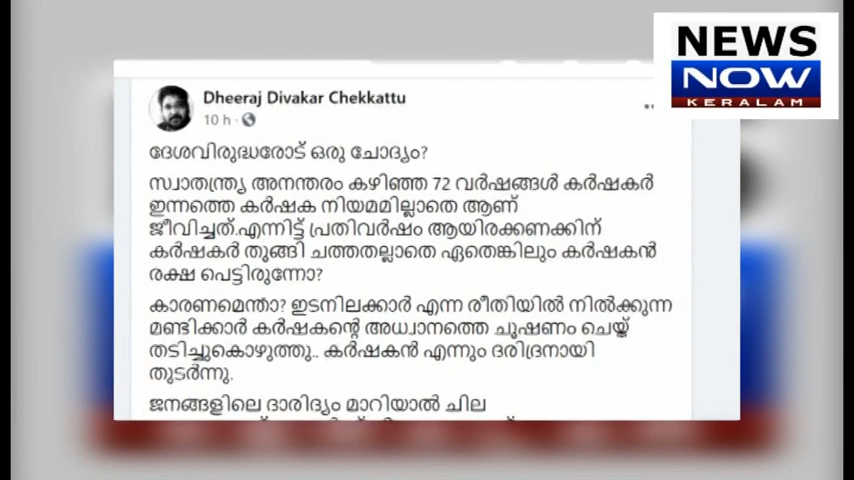 NEWS
NOW
KERALAM
Dheeraj Divakar Chekkattu
10 h ·
ദേശവിരുദ്ധരോട് ഒരു ചോദ്യം?
സ്വാതന്ത്ര്യ അനന്തരം കഴിഞ്ഞ 72 വർഷങ്ങൾ കർഷകർ
ഇന്നത്തെ കർഷക നിയമമില്ലാതെ ആണ്
ജീവിച്ചത്.എന്നിട്ട് പ്രതിവർഷം ആയിരക്കണക്കിന്
കർഷകർ തൂങ്ങി ചത്തതല്ലാതെ ഏതെങ്കിലും കർഷകൻ
രക്ഷ പെട്ടിരുന്നോ?
കാരണമെന്താ? ഇടനിലക്കാർ എന്ന രീതിയിൽ നിൽക്കുന്ന
മണ്ടിക്കാർ കർഷകന്റെ അധ്വാനത്തെ ചൂഷണം ചെയ്ത്
തടിച്ചുകൊഴുത്തു.. കർഷകൻ എന്നും ദരിദ്രനായി
തുടർന്നു.
ജനങ്ങളിലെ ദാരിദ്ര്യം മാറിയാൽ ചില